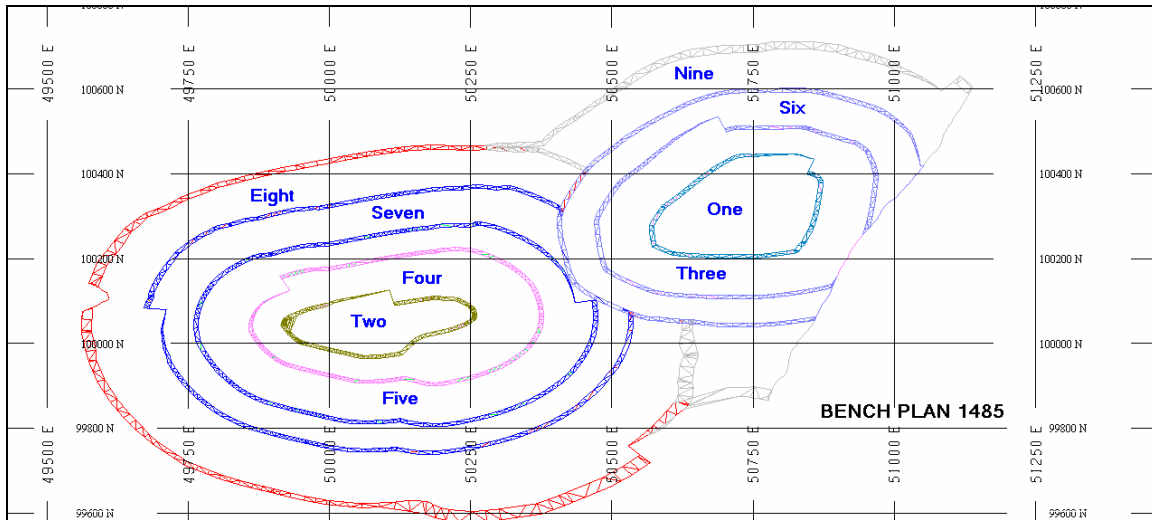 49500 E
49750 E
50000 E
50250 E
50500 E
50750 E
51000 E
51250 E
Nine
100600 N
100600 N
Six
100400 N
100400 N
Eight
Seven
One
100200 N
100200 N
Four
Three
Two
100000 N
100000 N
Five
BENCH PLAN 1485
99800 N
99800 N
49500 E
49750 E
50000 E
50250 E
50500 E
50750 E
51000 E
51250 E
99600 N
99600 N